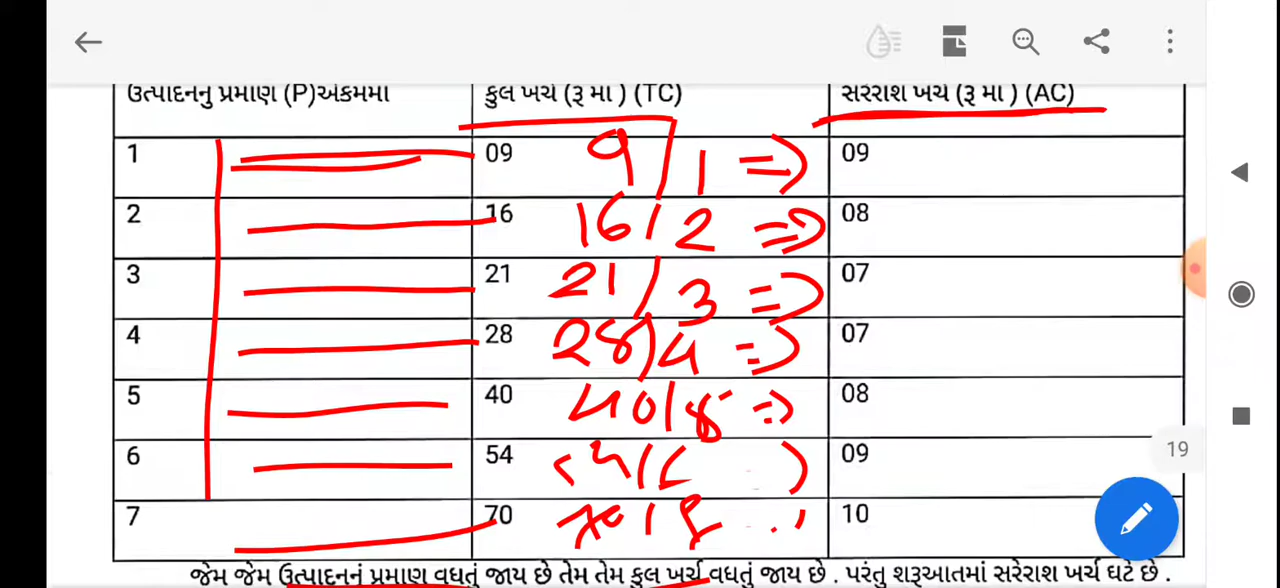 ઉત્પાદનનુ પ્રમાણ (P)એકમમાં કુલ ખર્ચ (રૂ માં ) (TC) સરેરાશ ખર્ચ (રૂ માં ) (AC)
1 09 9/1 => 09
2 16 16/2 => 08
3 21 21/3 => 07
4 28 28/4 => 07
5 40 40/ => 08
6 54 09
19
7 70 70/ 10
જેમ જેમ ઉત્પાદનનું પ્રમાણ વધતું જાય છે તેમ તેમ કુલ ખર્ચ વધતું જાય છે . પરંતુ શરૂઆતમાં સરેરાશ ખર્ચ ઘટે છે .